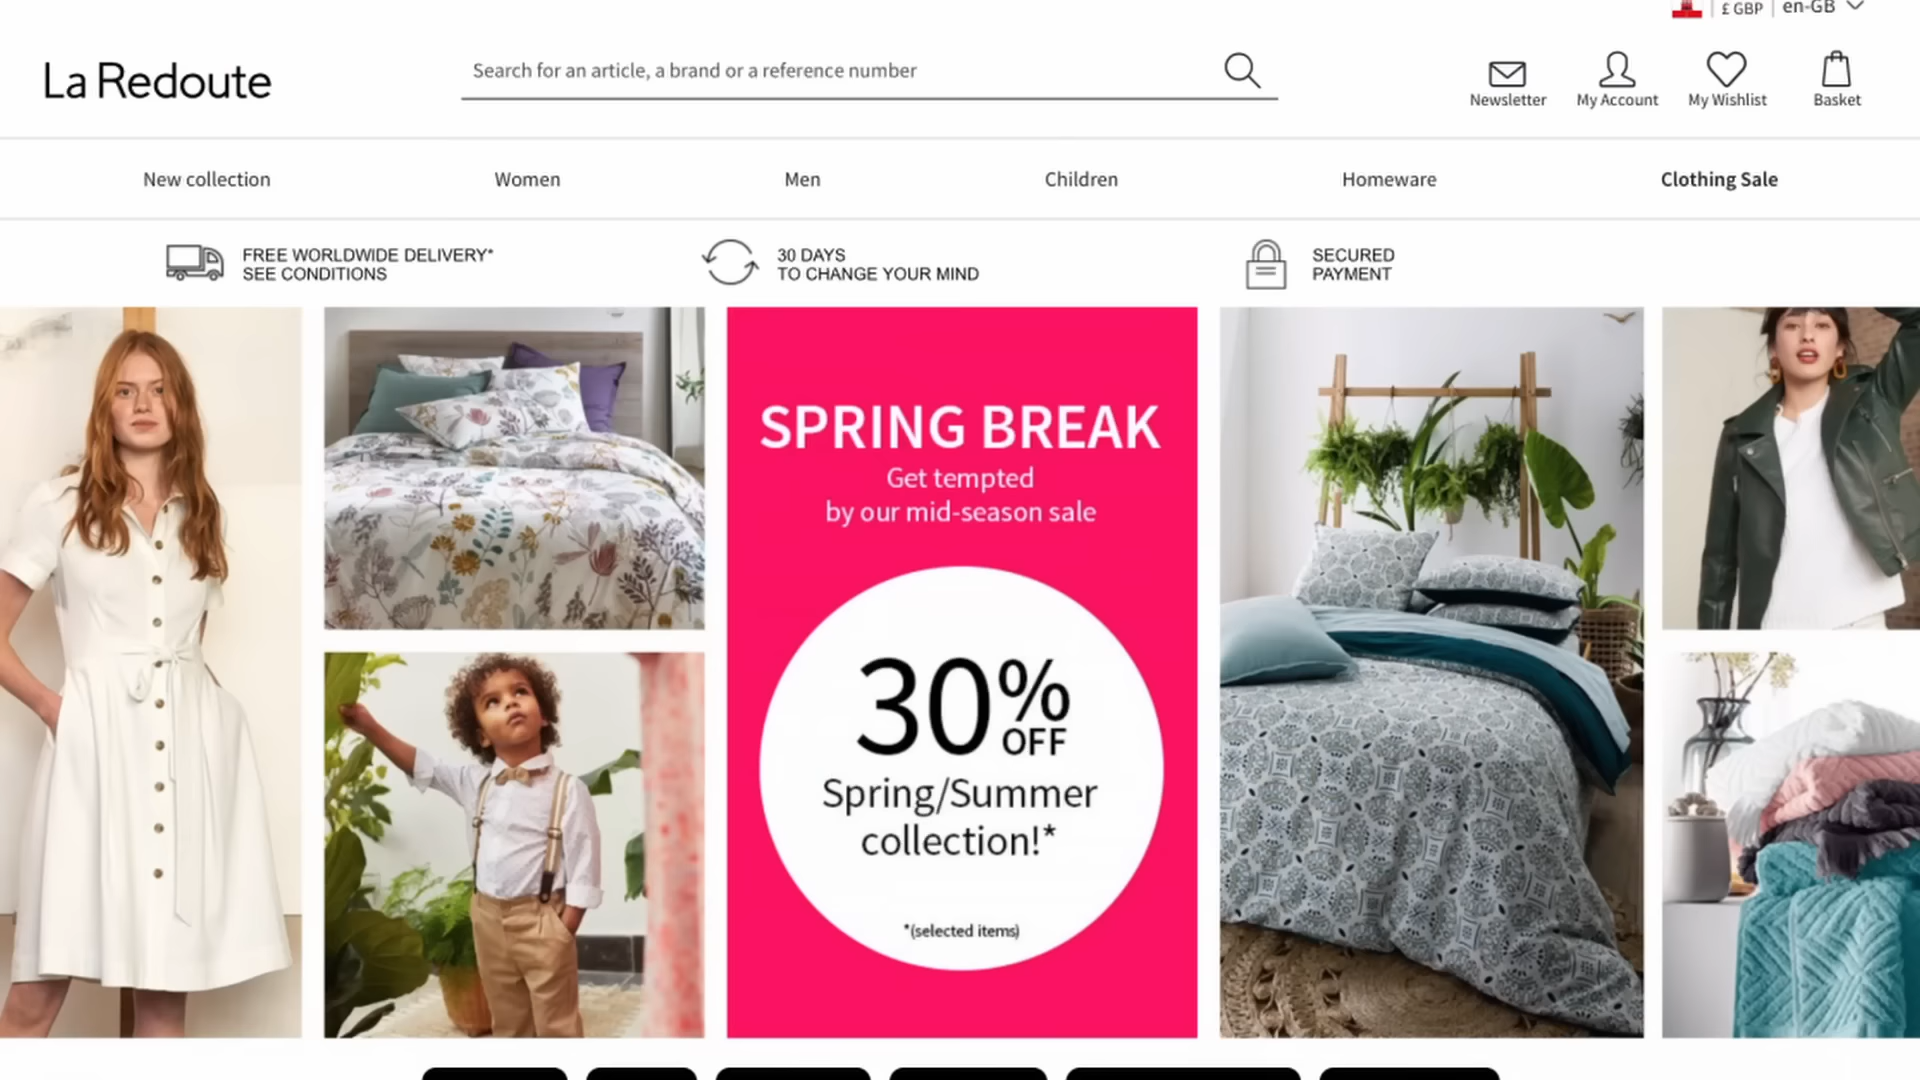 £ GBP
en-GB
La Redoute
Search for an article, a brand or a reference number
Newsletter
My Account
My Wishlist
Basket
New collection
Women
Men
Children
Homeware
Clothing Sale
FREE WORLDWIDE DELIVERY*
SEE CONDITIONS
30 DAYS
TO CHANGE YOUR MIND
SECURED
PAYMENT
SPRING BREAK
Get tempted
by our mid-season sale
30%
OFF
Spring/Summer
collection!*
*(selected items)